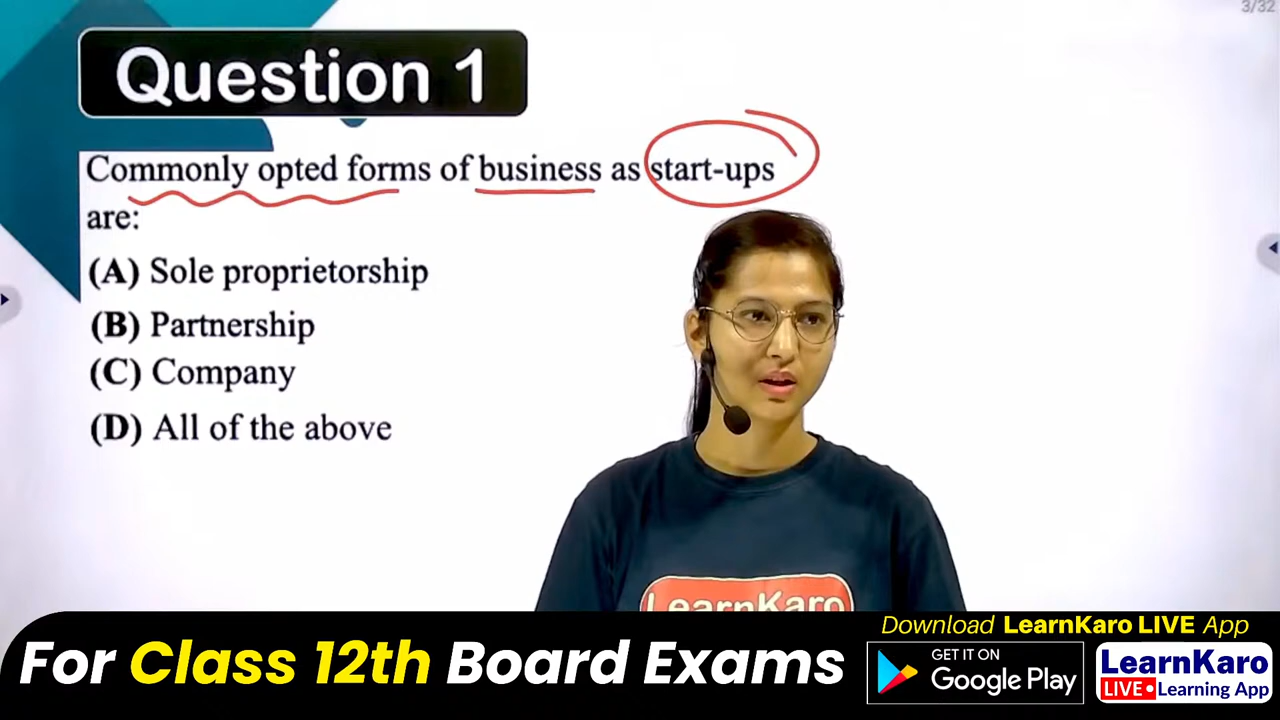 3/32
Question 1
Commonly opted forms of business as start-ups
are:
(A) Sole proprietorship
(B) Partnership
(C) Company
(D) All of the above
LearnKaro
For Class 12th Board Exams
Download LearnKaro LIVE App
GET IT ON
Google Play
LearnKaro
LIVE Learning App